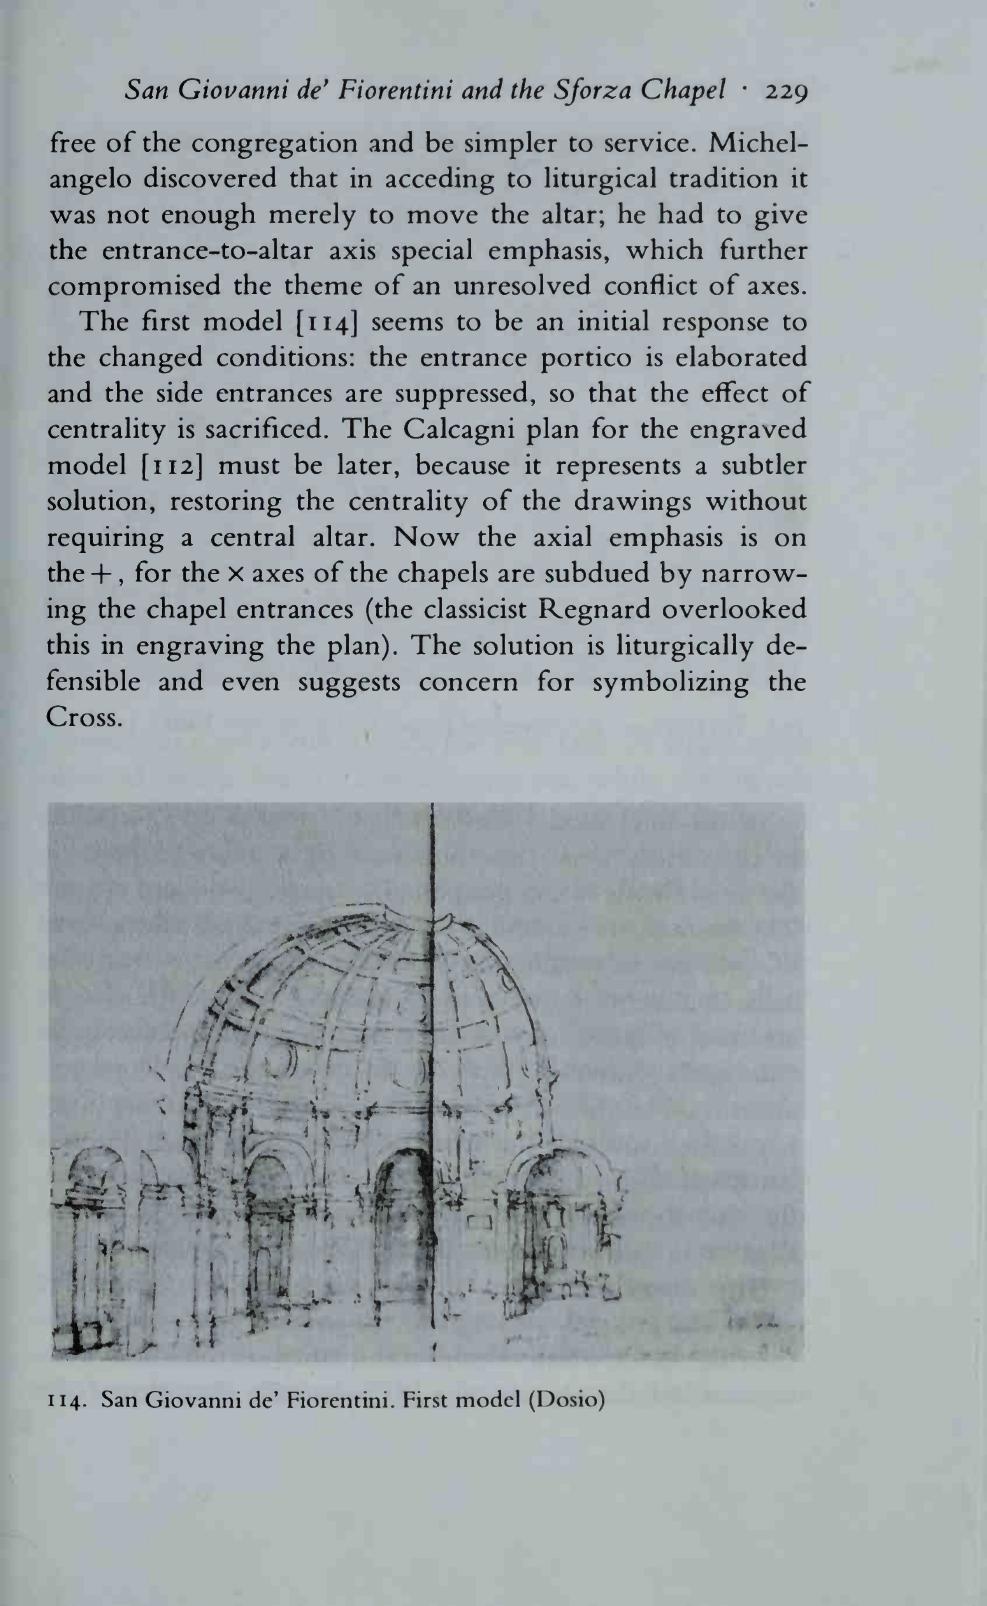 San Giovanni de' Fiorentini and the Sforza Chapel · 229
free of the congregation and be simpler to service. Michel-
angelo discovered that in acceding to liturgical tradition it
was not enough merely to move the altar; he had to give
the entrance-to-altar axis special emphasis, which further
compromised the theme of an unresolved conflict of axes.
The first model [114] seems to be an initial response to
the changed conditions: the entrance portico is elaborated
and the side entrances are suppressed, so that the effect of
centrality is sacrificed. The Calcagni plan for the engraved
model [112] must be later, because it represents a subtler
solution, restoring the centrality of the drawings without
requiring a central altar. Now the axial emphasis is on
the +, for the × axes of the chapels are subdued by narrow-
ing the chapel entrances (the classicist Regnard overlooked
this in engraving the plan). The solution is liturgically de-
fensible and even suggests concern for symbolizing the
Cross.
114. San Giovanni de' Fiorentini. First model (Dosio)